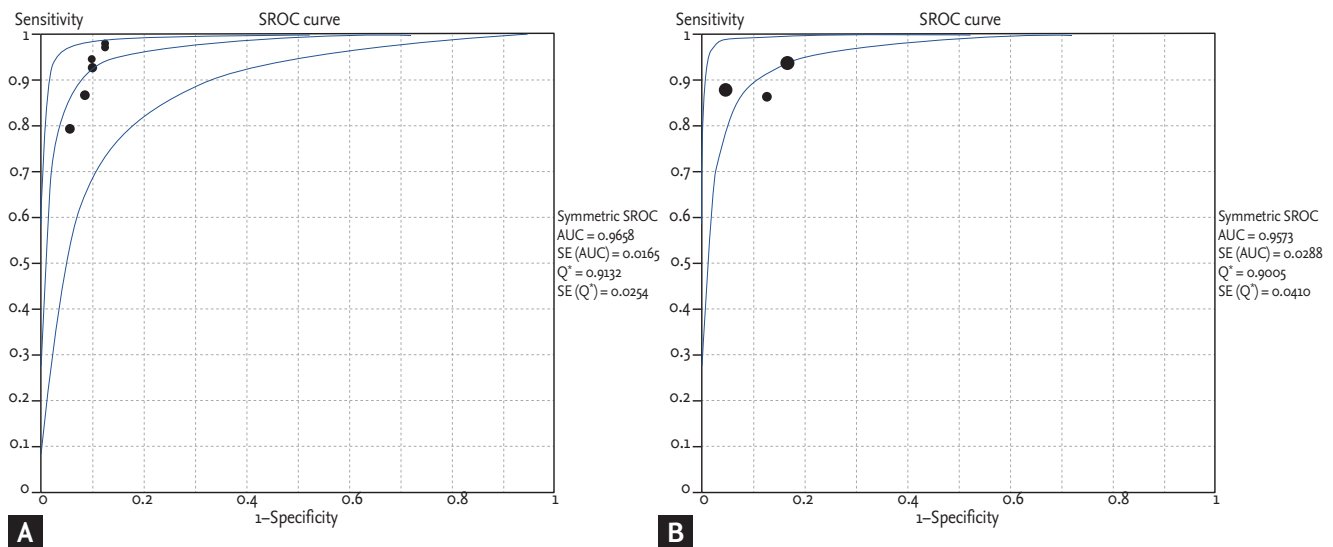 Sensitivity
SROC curve
1
0.9
0.8
0.7
0.6
0.5
0.4
0.3
0.2
0.1
0
0 0.2 0.4 0.6 0.8 1
1–Specificity
Symmetric SROC
AUC = 0.9658
SE (AUC) = 0.0165
Q* = 0.9132
SE (Q*) = 0.0254
A
Sensitivity
SROC curve
1
0.9
0.8
0.7
0.6
0.5
0.4
0.3
0.2
0.1
0
0 0.2 0.4 0.6 0.8 1
1–Specificity
Symmetric SROC
AUC = 0.9573
SE (AUC) = 0.0288
Q* = 0.9005
SE (Q*) = 0.0410
B